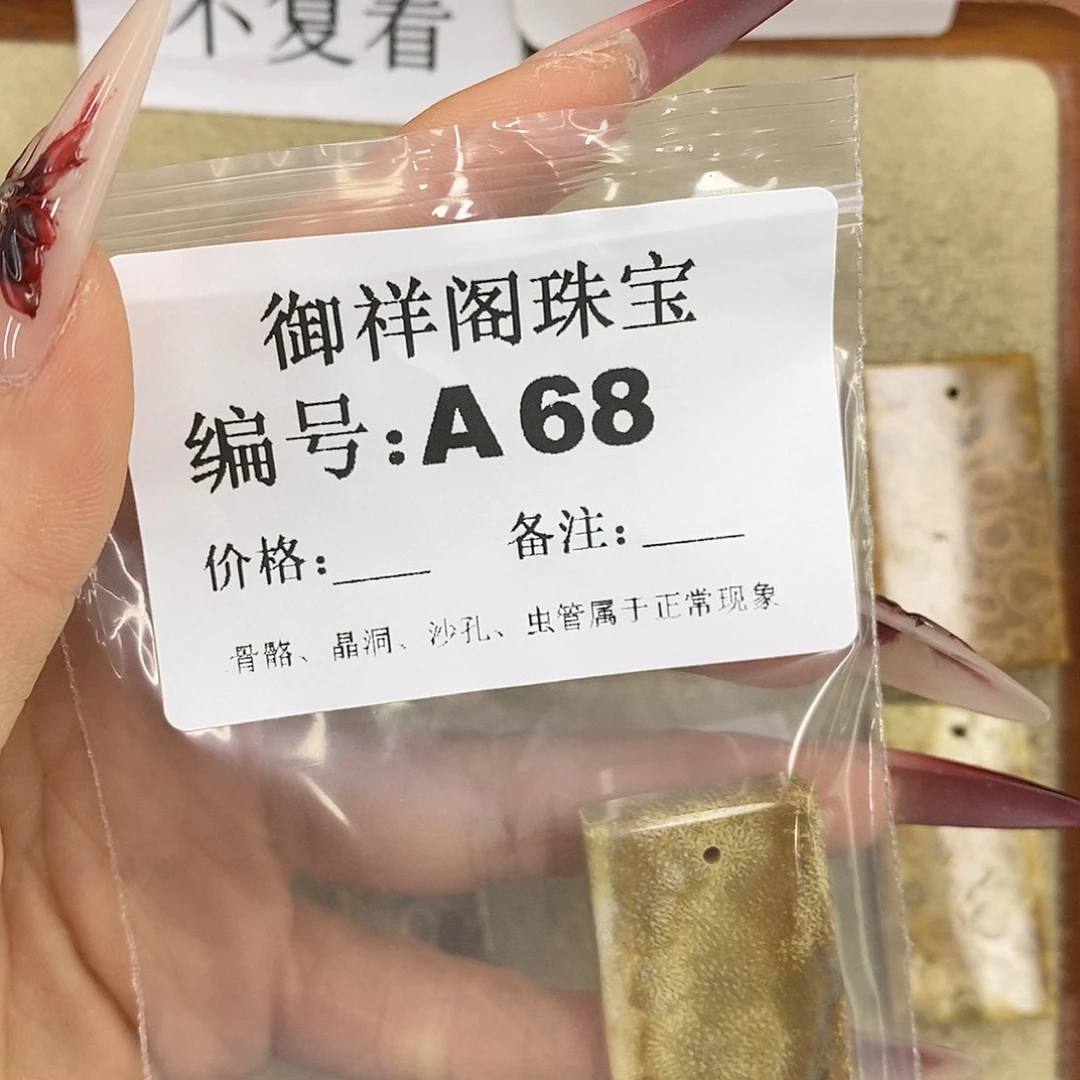 不复看
御祥阁珠宝
编号:A68
价格:____ 备注:____
骨骼、晶洞、沙孔、虫管属于正常现象